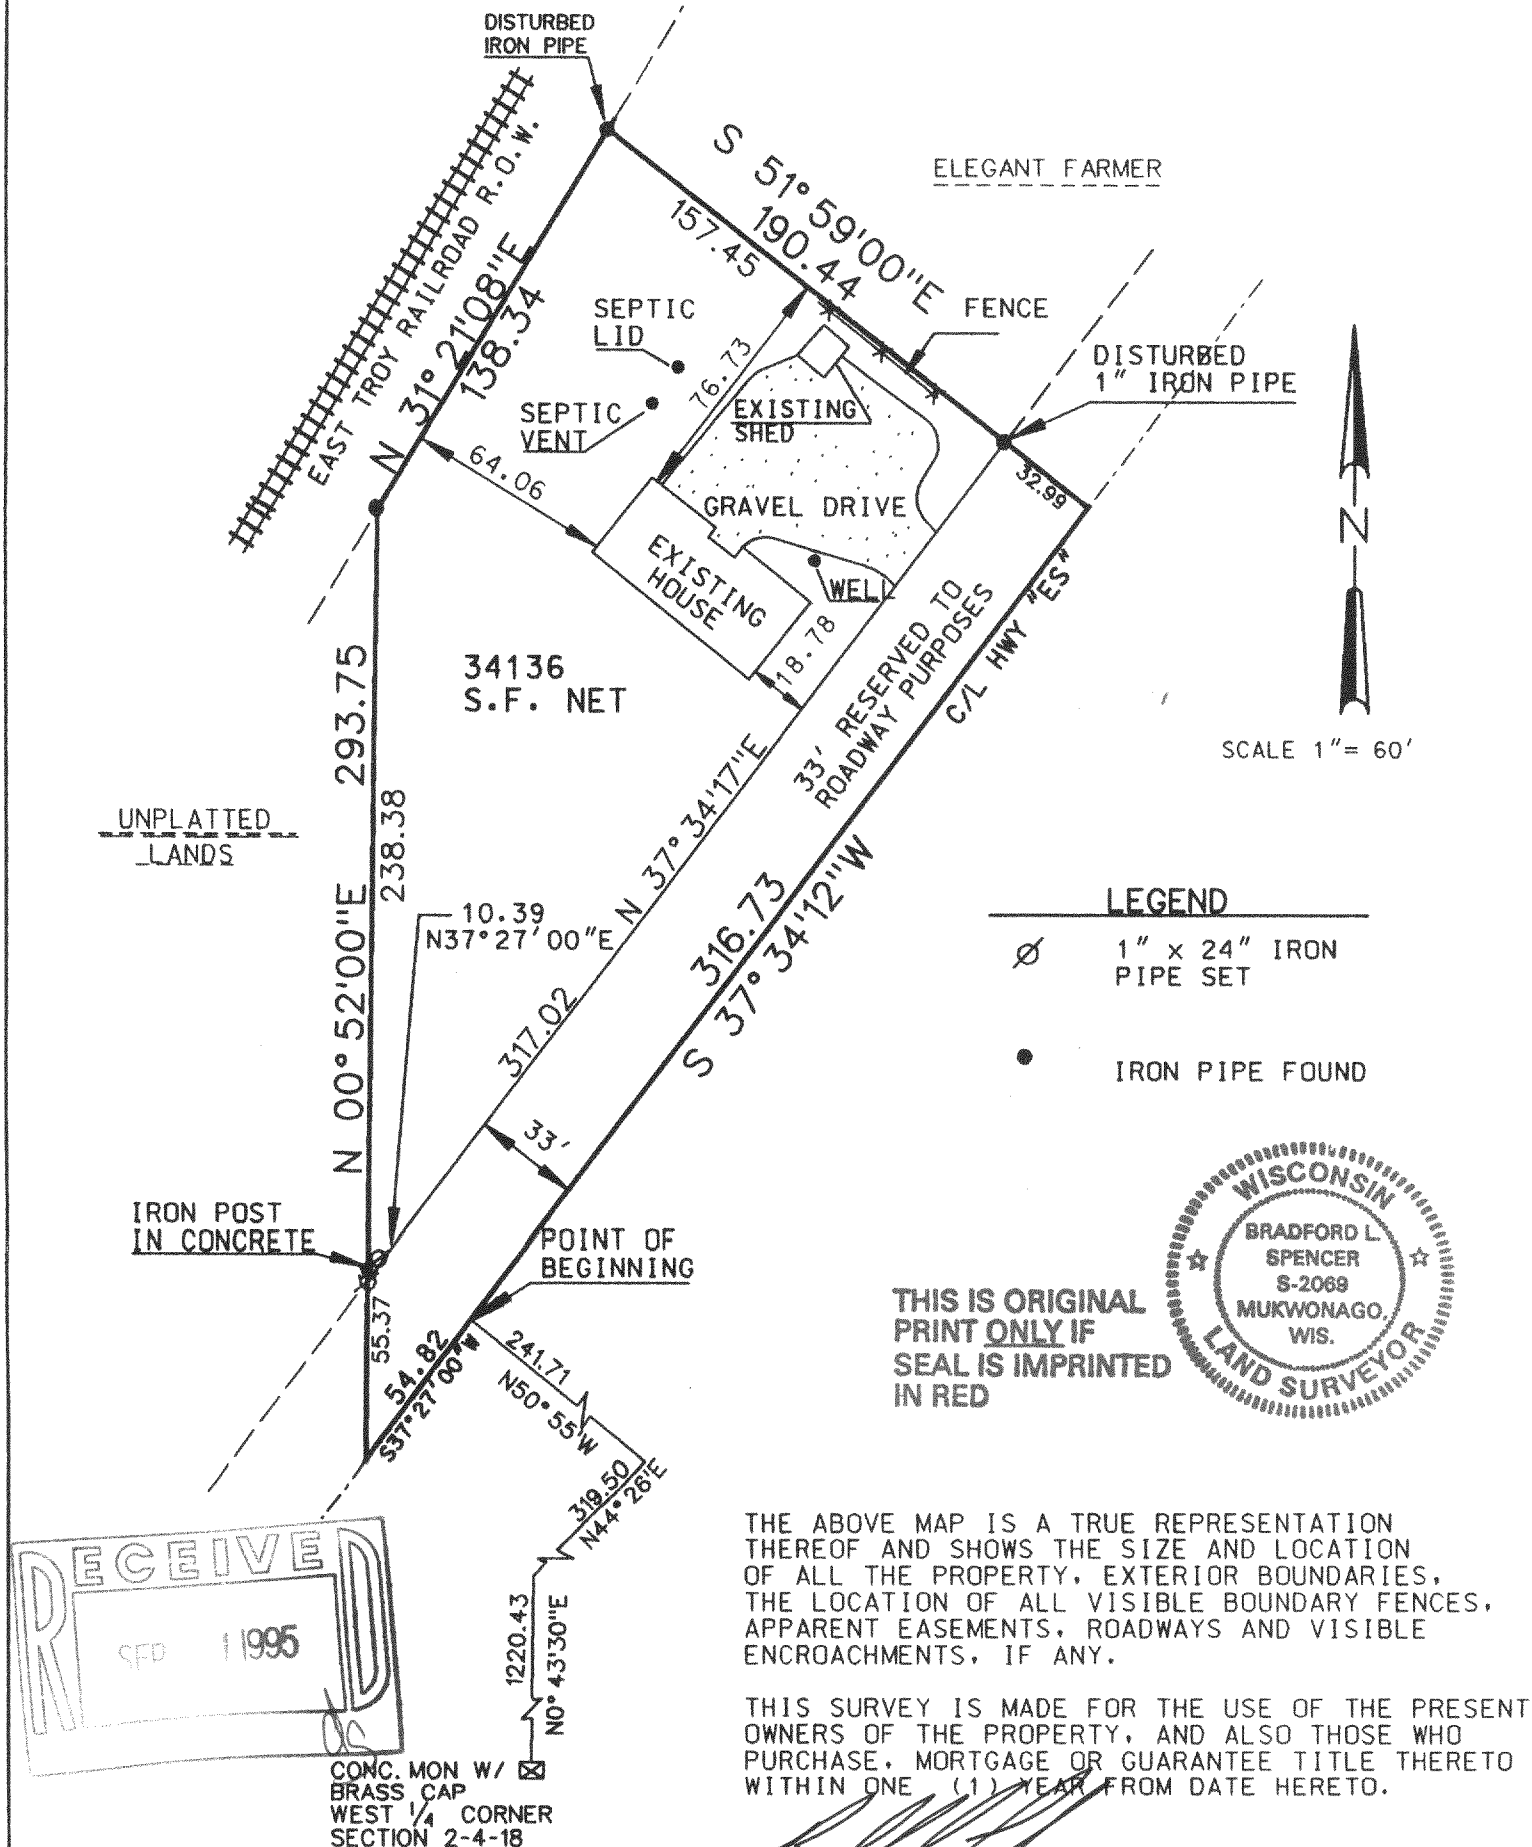 DISTURBED
IRON PIPE
EAST TROY RAILROAD R.O.W.
N 31° 21'08"E
138.34
S 51° 59'00"E
190.44
157.45
ELEGANT FARMER
SEPTIC
LID
SEPTIC
VENT
76.73
FENCE
EXISTING
SHED
DISTURBED
1" IRON PIPE
64.06
GRAVEL DRIVE
32.99
EXISTING
HOUSE
WELL
18.78
33' RESERVED TO
ROADWAY PURPOSES
C/L HWY "ES"
N
SCALE 1"= 60'
34136
S.F. NET
N 00° 52'00"E 293.75
238.38
UNPLATTED
LANDS
10.39
N37°27'00"E
N 37° 34'17"E
317.02
316.73
S 37° 34'12"W
33'
LEGEND
1" x 24" IRON
PIPE SET
IRON PIPE FOUND
IRON POST
IN CONCRETE
POINT OF
BEGINNING
55.37
54.82
S37°27'00"W
241.71
N50°55'W
319.50
N44°26'E
1220.43
N0°43'30"E
CONC. MON W/
BRASS CAP
WEST 1/4 CORNER
SECTION 2-4-18
WISCONSIN
BRADFORD L.
SPENCER
S-2069
MUKWONAGO,
WIS.
LAND SURVEYOR
THIS IS ORIGINAL
PRINT ONLY IF
SEAL IS IMPRINTED
IN RED
RECEIVED
SEP 1 1995
THE ABOVE MAP IS A TRUE REPRESENTATION
THEREOF AND SHOWS THE SIZE AND LOCATION
OF ALL THE PROPERTY, EXTERIOR BOUNDARIES,
THE LOCATION OF ALL VISIBLE BOUNDARY FENCES,
APPARENT EASEMENTS, ROADWAYS AND VISIBLE
ENCROACHMENTS, IF ANY.
THIS SURVEY IS MADE FOR THE USE OF THE PRESENT
OWNERS OF THE PROPERTY, AND ALSO THOSE WHO
PURCHASE, MORTGAGE OR GUARANTEE TITLE THERETO
WITHIN ONE (1) YEAR FROM DATE HERETO.